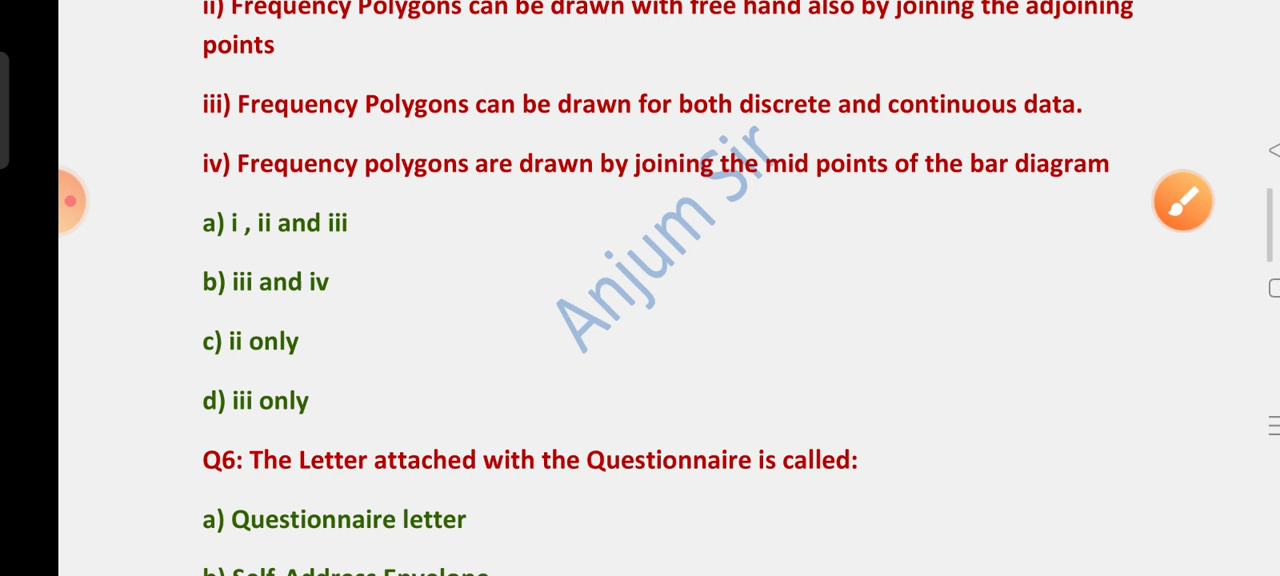 ii) Frequency Polygons can be drawn with free hand also by joining the adjoining
points
iii) Frequency Polygons can be drawn for both discrete and continuous data.
iv) Frequency polygons are drawn by joining the mid points of the bar diagram
a) i , ii and iii
b) iii and iv
c) ii only
d) iii only
Q6: The Letter attached with the Questionnaire is called:
a) Questionnaire letter
b) Self-Address Envelope
Anjum Sir